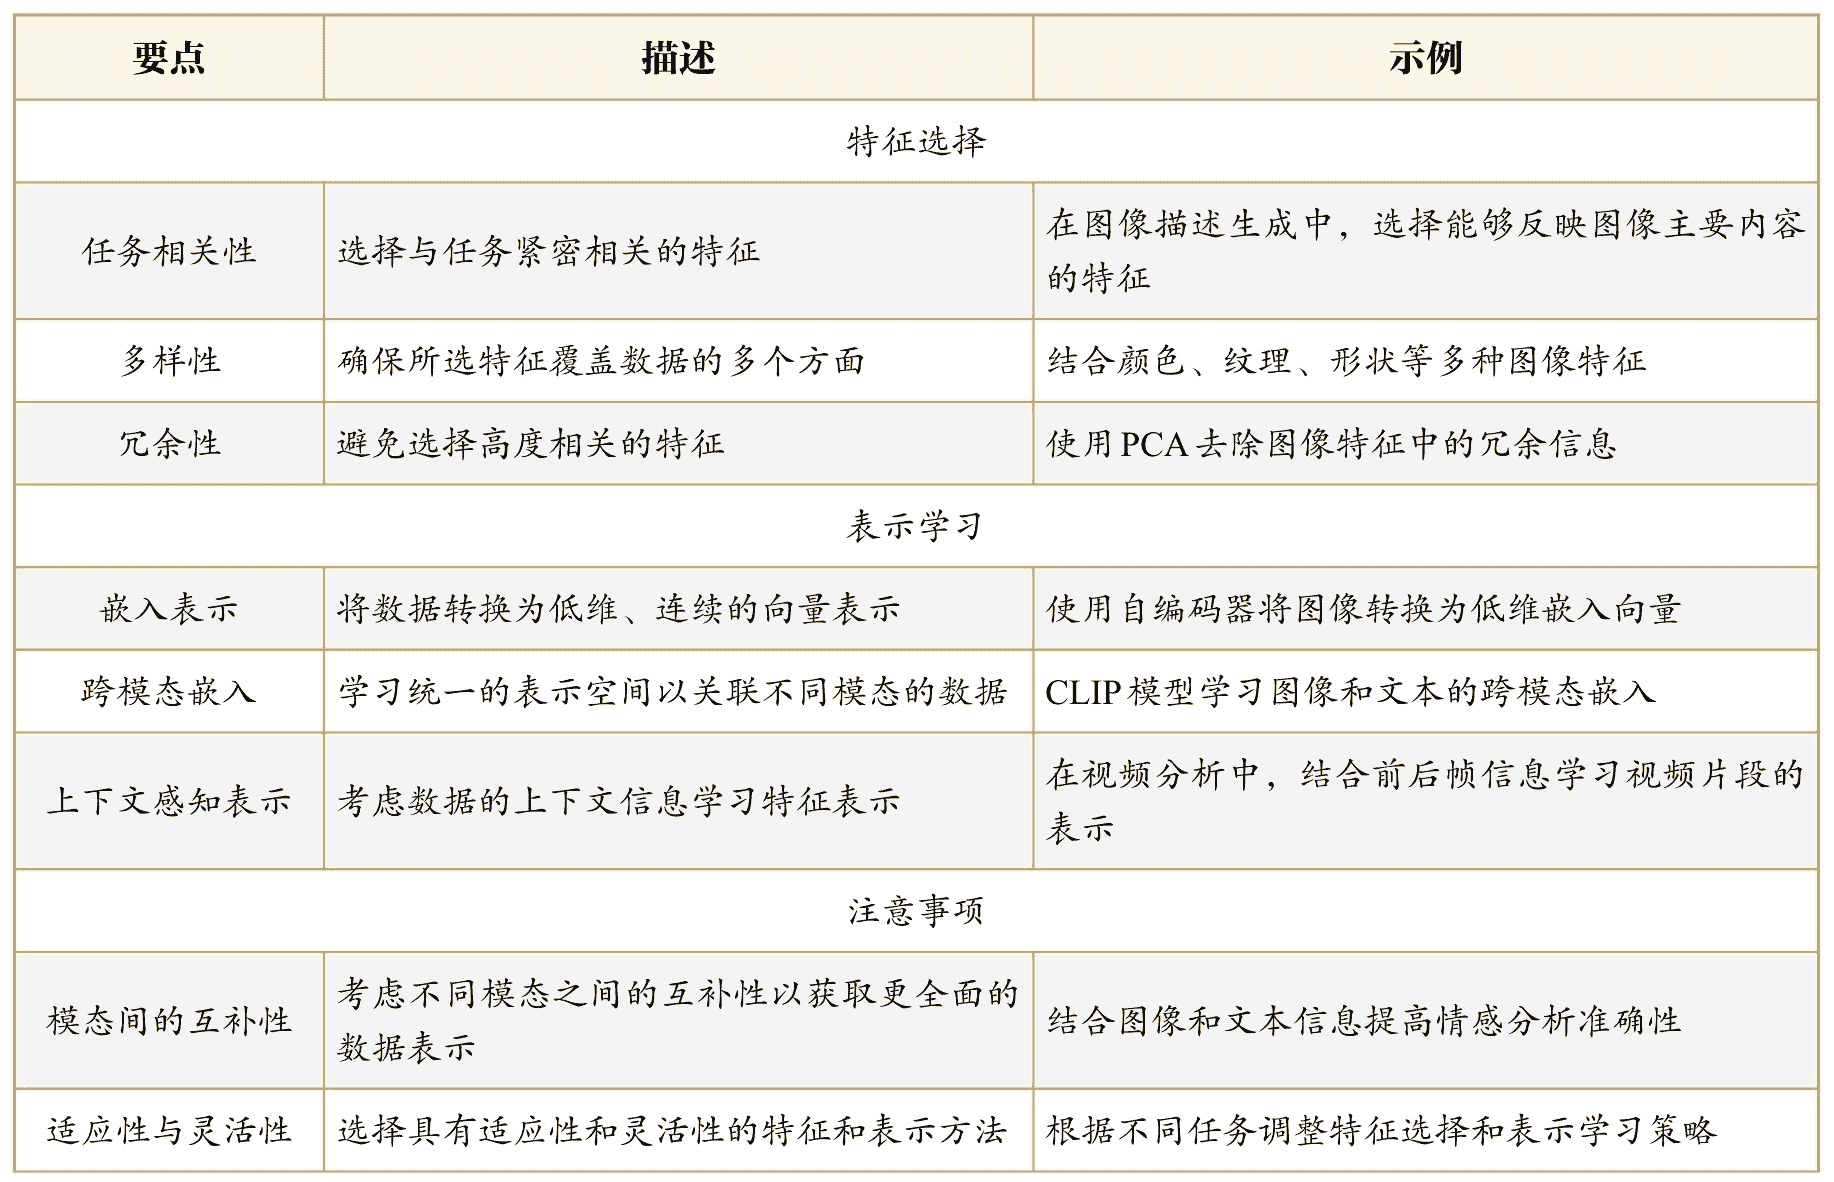 要点 描述 示例
特征选择
任务相关性 选择与任务紧密相关的特征 在图像描述生成中，选择能够反映图像主要内容
的特征
多样性 确保所选特征覆盖数据的多个方面 结合颜色、纹理、形状等多种图像特征
冗余性 避免选择高度相关的特征 使用PCA去除图像特征中的冗余信息
表示学习
嵌入表示 将数据转换为低维、连续的向量表示 使用自编码器将图像转换为低维嵌入向量
跨模态嵌入 学习统一的表示空间以关联不同模态的数据 CLIP模型学习图像和文本的跨模态嵌入
上下文感知表示 考虑数据的上下文信息学习特征表示 在视频分析中，结合前后帧信息学习视频片段的
表示
注意事项
模态间的互补性 考虑不同模态之间的互补性以获取更全面的
数据表示 结合图像和文本信息提高情感分析准确性
适应性与灵活性 选择具有适应性和灵活性的特征和表示方法 根据不同任务调整特征选择和表示学习策略